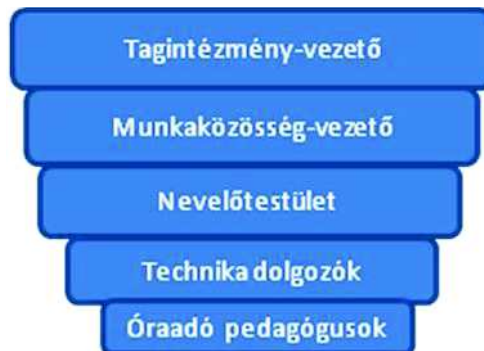 Tagintézmény-vezető
Munkaközösség-vezető
Nevelőtestület
Technika dolgozók
Óraadó pedagógusok